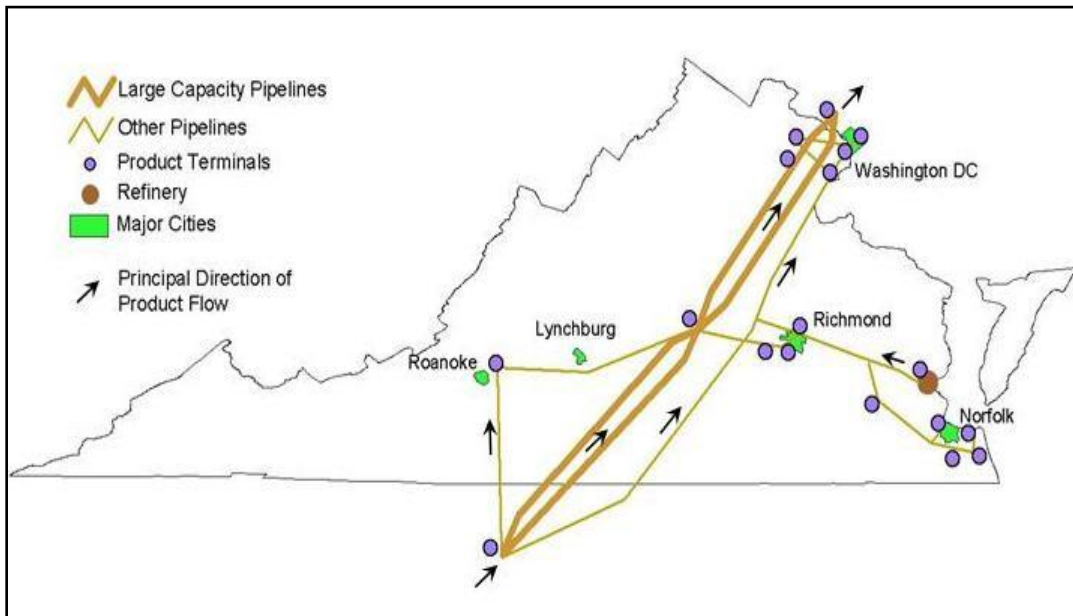 Large Capacity Pipelines
Other Pipelines
Product Terminals
Refinery
Major Cities
Principal Direction of
Product Flow
Washington DC
Richmond
Lynchburg
Roanoke
Norfolk